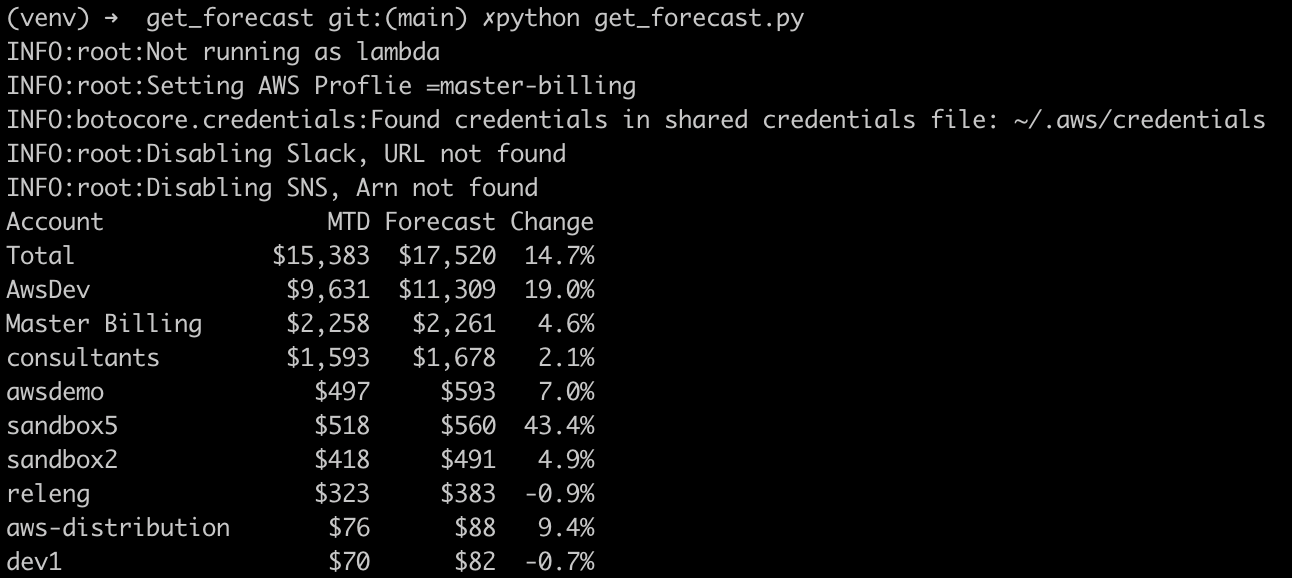 (venv) ➜  get_forecast git:(main) ✗python get_forecast.py
INFO:root:Not running as lambda
INFO:root:Setting AWS Proflie =master-billing
INFO:botocore.credentials:Found credentials in shared credentials file: ~/.aws/credentials
INFO:root:Disabling Slack, URL not found
INFO:root:Disabling SNS, Arn not found
Account                MTD Forecast Change
Total              $15,383  $17,520  14.7%
AwsDev              $9,631  $11,309  19.0%
Master Billing      $2,258   $2,261   4.6%
consultants         $1,593   $1,678   2.1%
awsdemo               $497     $593   7.0%
sandbox5              $518     $560  43.4%
sandbox2              $418     $491   4.9%
releng                $323     $383  -0.9%
aws-distribution       $76      $88   9.4%
dev1                   $70      $82  -0.7%